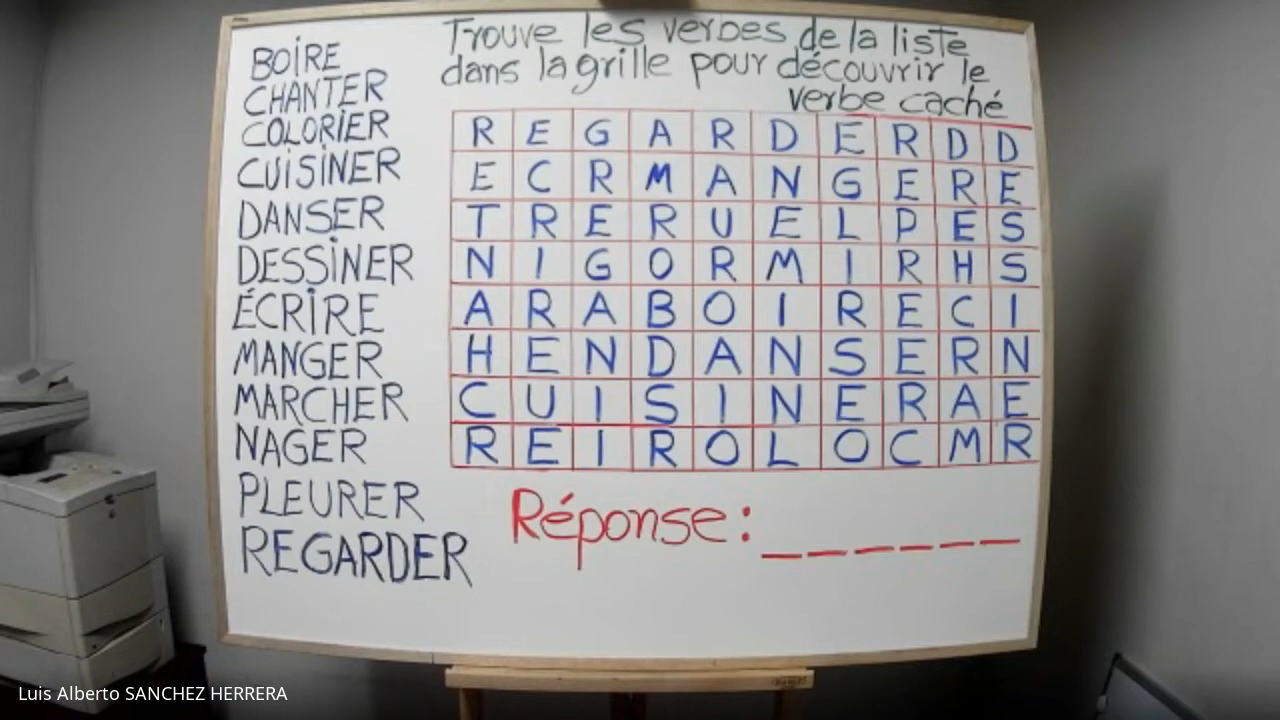 Trouve les verbes de la liste
dans la grille pour découvrir le
verbe caché
BOIRE
CHANTER
COLORIER
CUISINER
DANSER
DESSINER
ÉCRIRE
MANGER
MARCHER
NAGER
PLEURER
REGARDER
R E G A R D E R D D
E C R M A N G E R E
T R E R U E L P E S
N I G O R M I R H S
A R A B O I R E C I
H E N D A N S E R N
C U I S I N E R A E
R E I R O L O C M R
Réponse: _ _ _ _ _ _
Luis Alberto SANCHEZ HERRERA